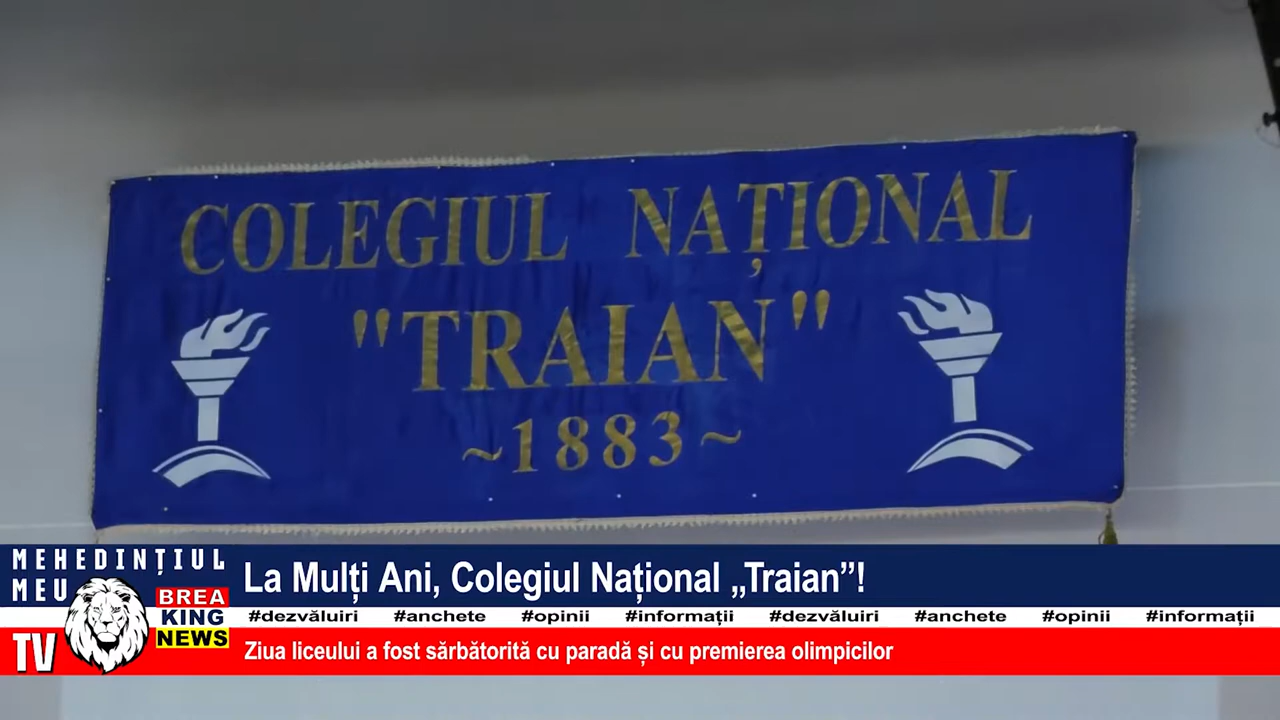 COLEGIUL NAȚIONAL
"TRAIAN"
~1883~
MEHEDINȚIUL
MEU
TV
BREA
KING
NEWS
La Mulți Ani, Colegiul Național „Traian”!
#dezvăluiri #anchete #opinii #informații #dezvăluiri #anchete #opinii #informații
Ziua liceului a fost sărbătorită cu paradă și cu premierea olimpicilor